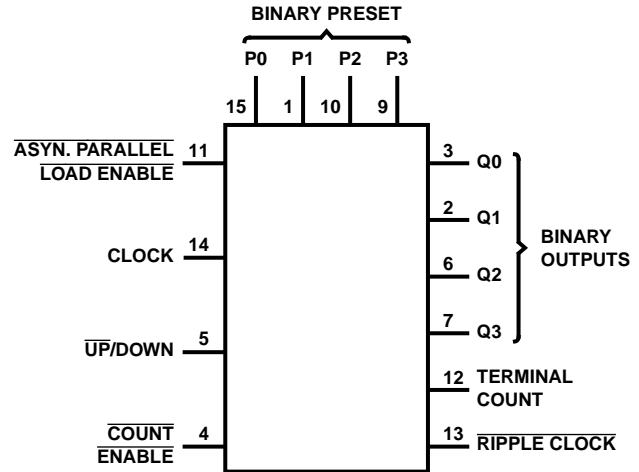 BINARY PRESET
P0 P1 P2 P3
15 1 10 9
ASYN. PARALLEL
LOAD ENABLE
11
3 Q0
2 Q1
CLOCK 14
BINARY
OUTPUTS
6 Q2
7 Q3
UP/DOWN 5
12 TERMINAL
COUNT
COUNT
ENABLE
4
13 RIPPLE CLOCK